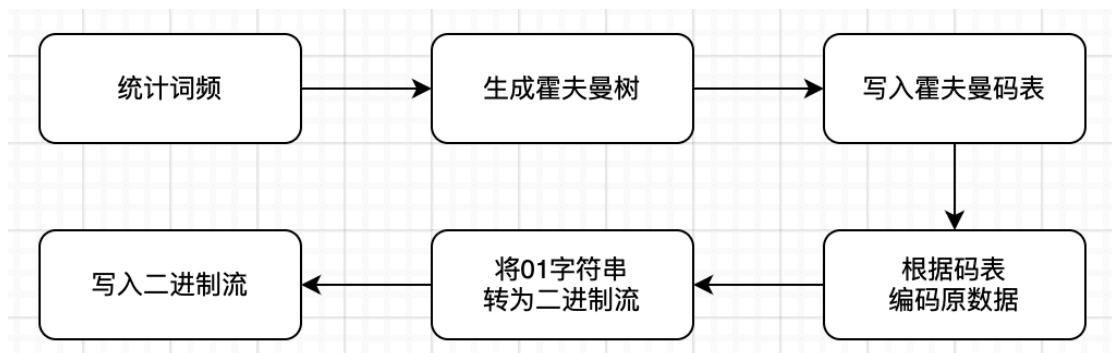 统计词频
生成霍夫曼树
写入霍夫曼码表
根据码表
编码原数据
将01字符串
转为二进制流
写入二进制流